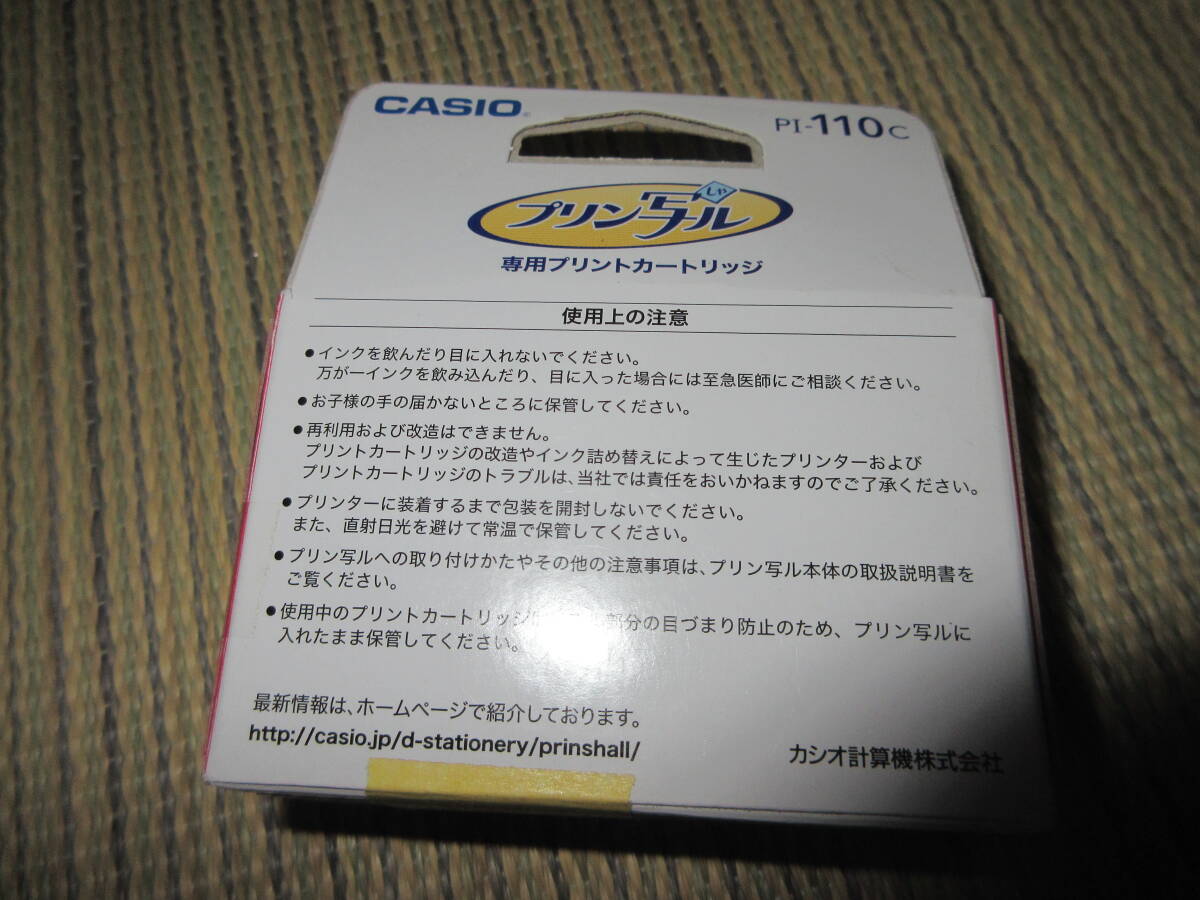 CASIO®
PI-110C
しゃ
プリン写ル
専用プリントカートリッジ
使用上の注意
●インクを飲んだり目に入れないでください。
万が一インクを飲み込んだり、目に入った場合には至急医師にご相談ください。
●お子様の手の届かないところに保管してください。
●再利用および改造はできません。
プリントカートリッジの改造やインク詰め替えによって生じたプリンターおよび
プリントカートリッジのトラブルは、当社では責任をおいかねますのでご了承ください。
●プリンターに装着するまで包装を開封しないでください。
また、直射日光を避けて常温で保管してください。
●プリン写ルへの取り付けかたやその他の注意事項は、プリン写ル本体の取扱説明書を
ご覧ください。
●使用中のプリントカートリッジ 部分の目づまり防止のため、プリン写ルに
入れたまま保管してください。
最新情報は、ホームページで紹介しております。
http://casio.jp/d-stationery/prinshall/
カシオ計算機株式会社